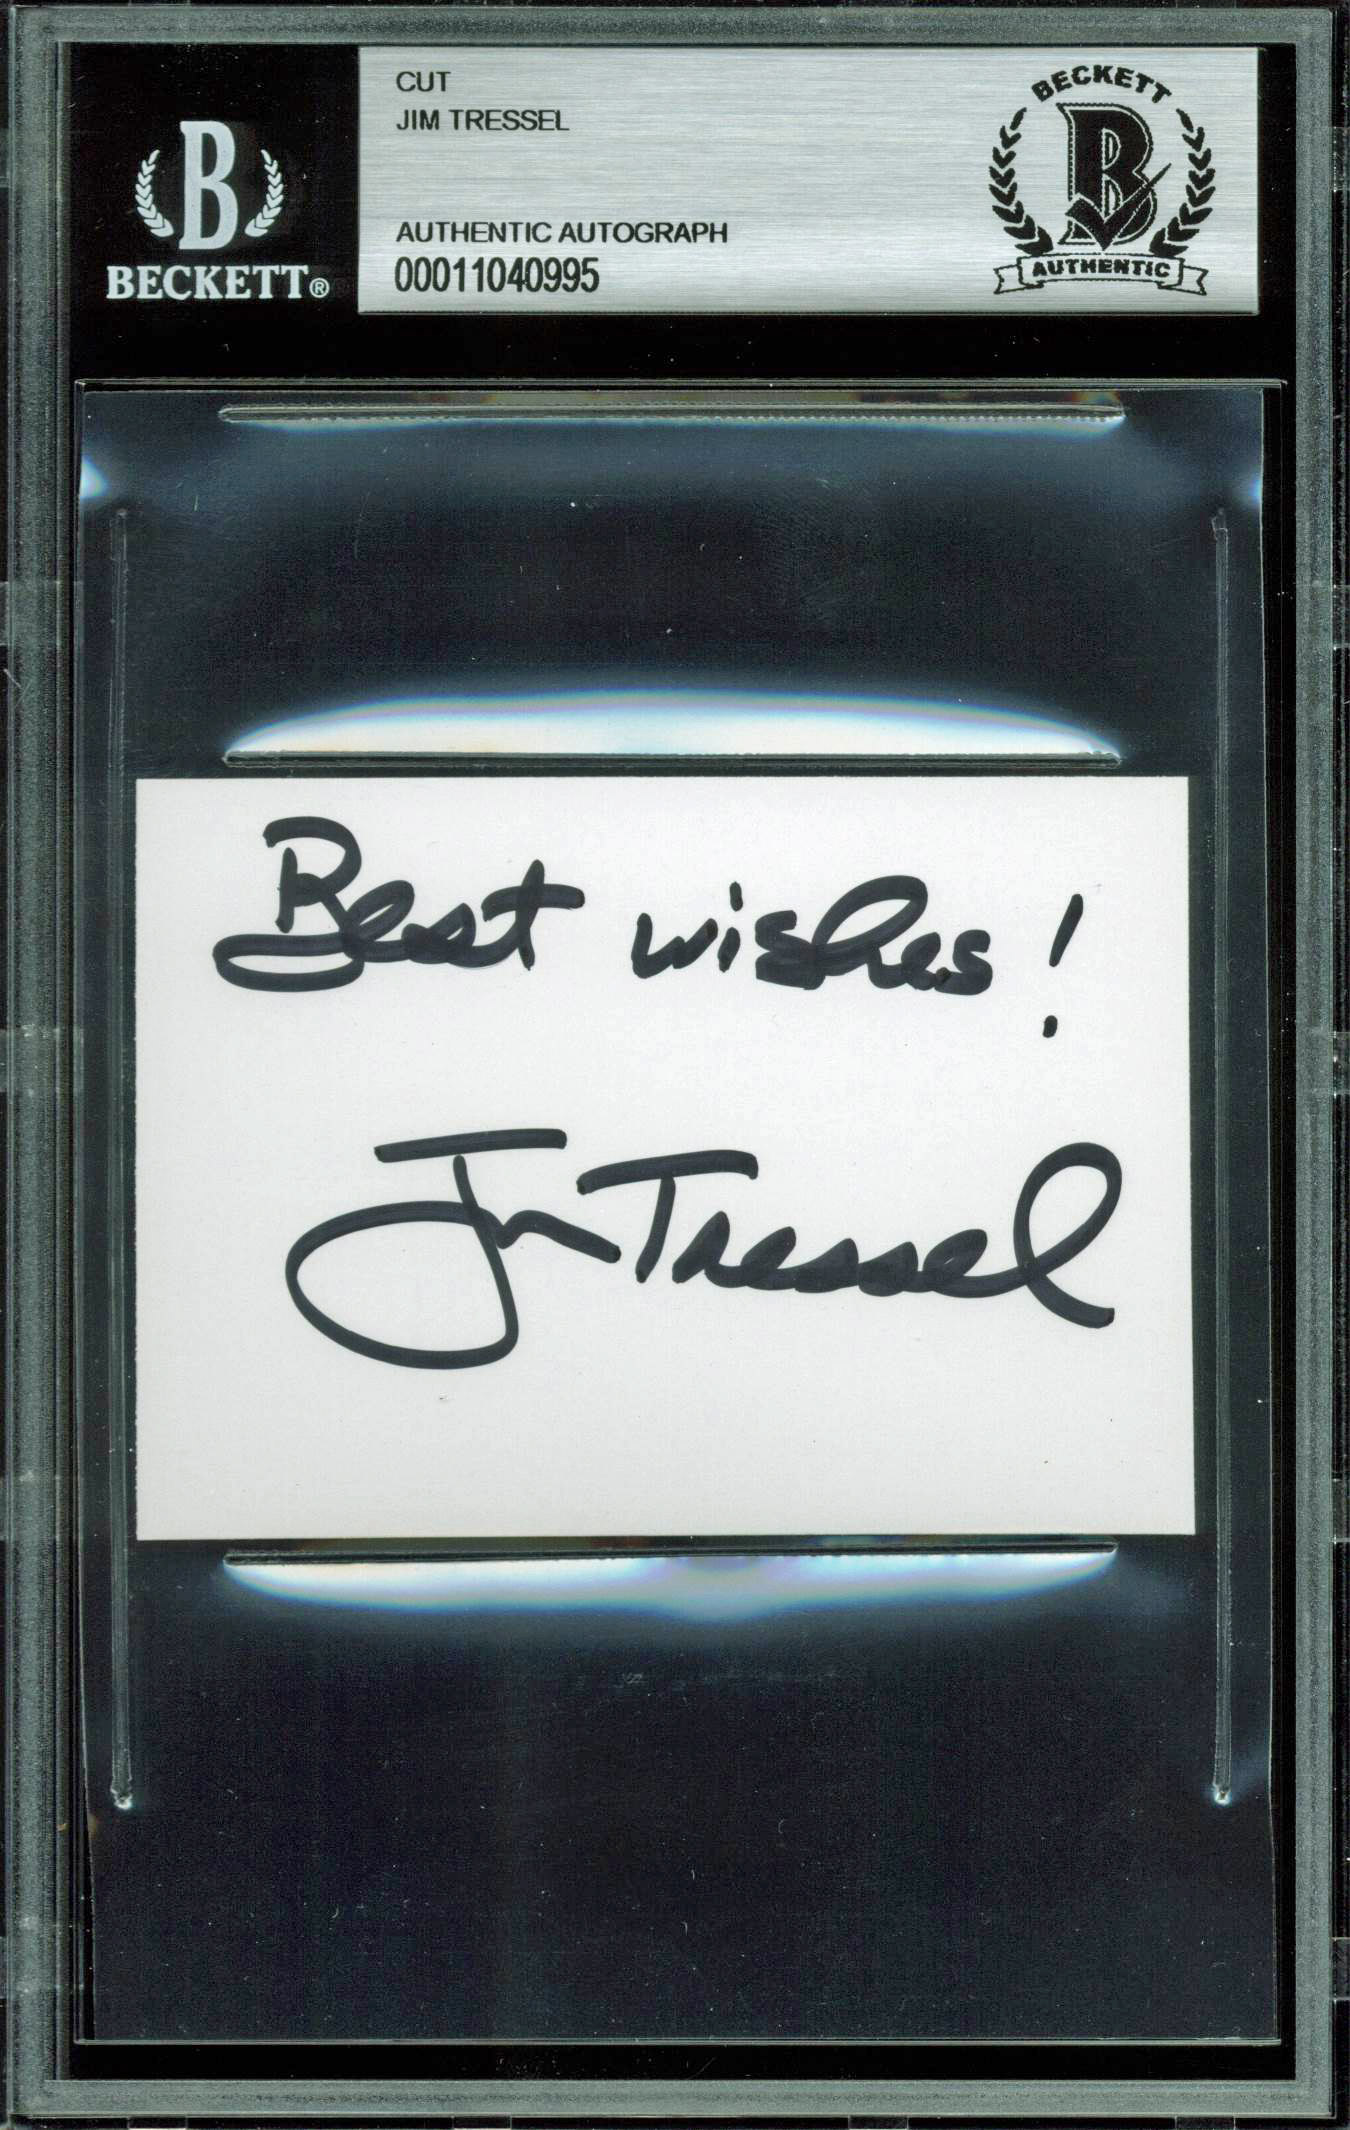 CUT
JIM TRESSEL
AUTHENTIC AUTOGRAPH
00011040995
B
BECKETT®
BECKETT
B
AUTHENTIC
Best wishes!
Jim Tressel